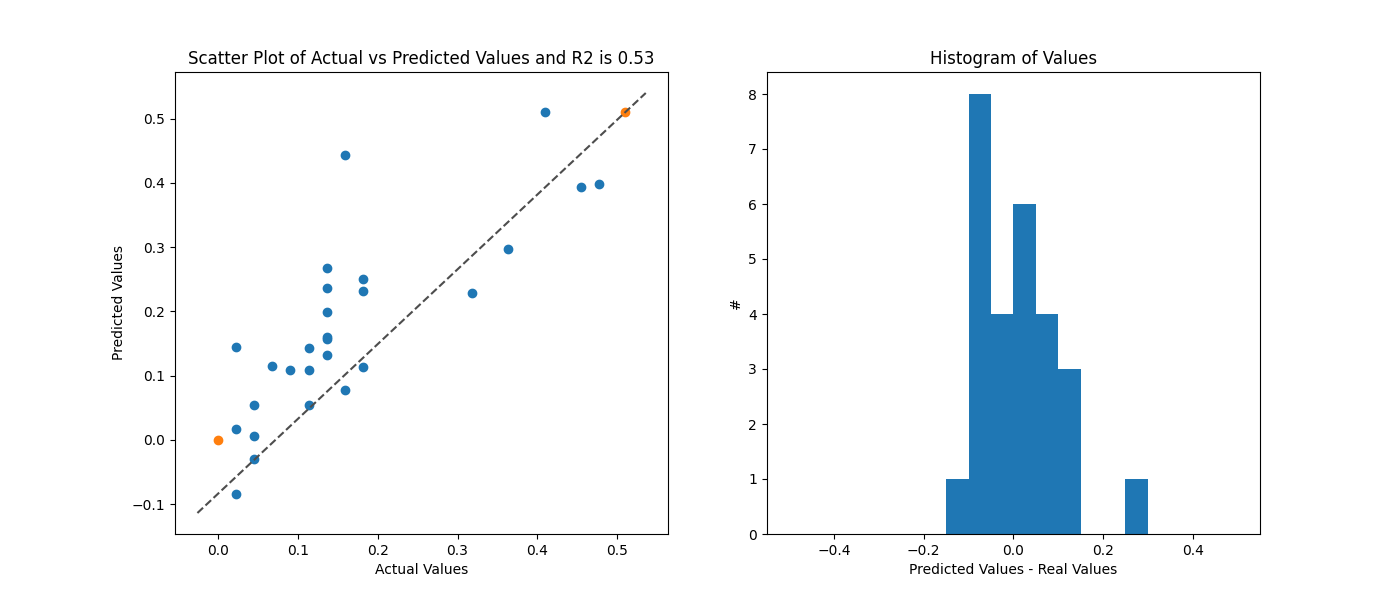 Scatter Plot of Actual vs Predicted Values and R2 is 0.53
Predicted Values
0.5
0.4
0.3
0.2
0.1
0.0
−0.1
0.0 0.1 0.2 0.3 0.4 0.5
Actual Values
Histogram of Values
#
8
7
6
5
4
3
2
1
0
−0.4 −0.2 0.0 0.2 0.4
Predicted Values - Real Values